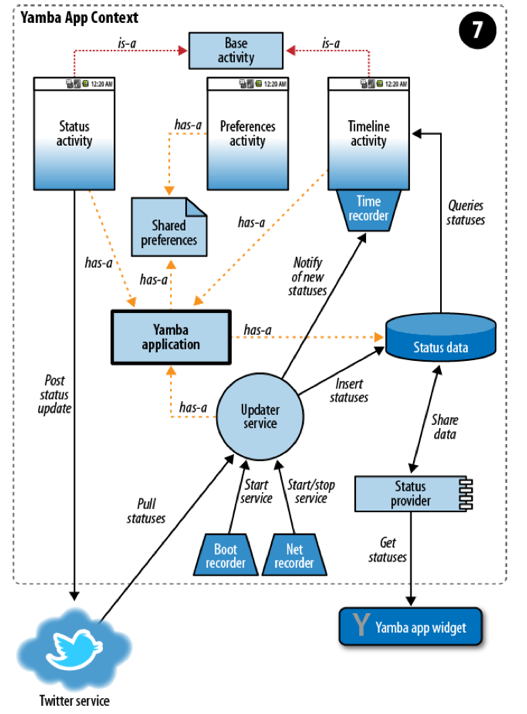 Yamba App Context
7
is-a
Base
activity
is-a
12:20 AM
12:20 AM
12:20 AM
Status
activity
has-a
Preferences
activity
Timeline
activity
Time
recorder
Queries
statuses
Shared
preferences
has-a
has-a
has-a
Notify
of new
statuses
Yamba
application
has-a
Status data
Post
status
update
has-a
Updater
service
Insert
statuses
Share
data
Pull
statuses
Start
service
Start/stop
service
Status
provider
Boot
recorder
Net
recorder
Get
statuses
Y Yamba app widget
Twitter service